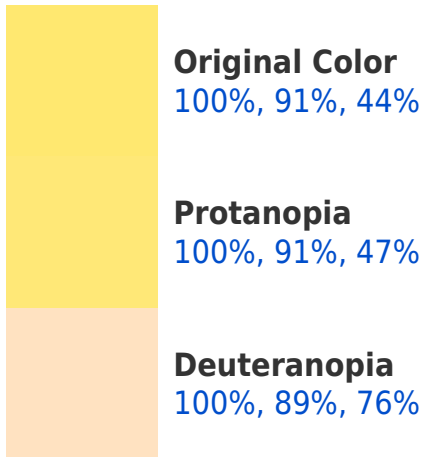 Original Color
100%, 91%, 44%
Protanopia
100%, 91%, 47%
Deuteranopia
100%, 89%, 76%